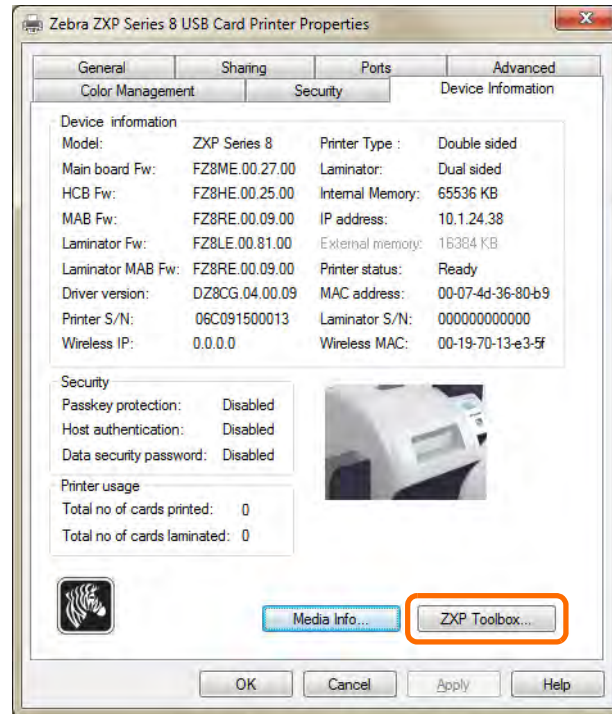 Zebra ZXP Series 8 USB Card Printer Properties
General Sharing Ports Advanced
Color Management Security Device Information
Device information
Model: ZXP Series 8 Printer Type : Double sided
Main board Fw: FZ8ME.00.27.00 Laminator: Dual sided
HCB Fw: FZ8HE.00.25.00 Internal Memory: 65536 KB
MAB Fw: FZ8RE.00.09.00 IP address: 10.1.24.38
Laminator Fw: FZ8LE.00.81.00 External memory: 16384 KB
Laminator MAB Fw: FZ8RE.00.09.00 Printer status: Ready
Driver version: DZ8CG.04.00.09 MAC address: 00-07-4d-36-80-b9
Printer S/N: 06C091500013 Laminator S/N: 000000000000
Wireless IP: 0.0.0.0 Wireless MAC: 00-19-70-13-e3-5f
Security
Passkey protection: Disabled
Host authentication: Disabled
Data security password: Disabled
Printer usage
Total no of cards printed: 0
Total no of cards laminated: 0
Media Info... ZXP Toolbox...
OK Cancel Apply Help